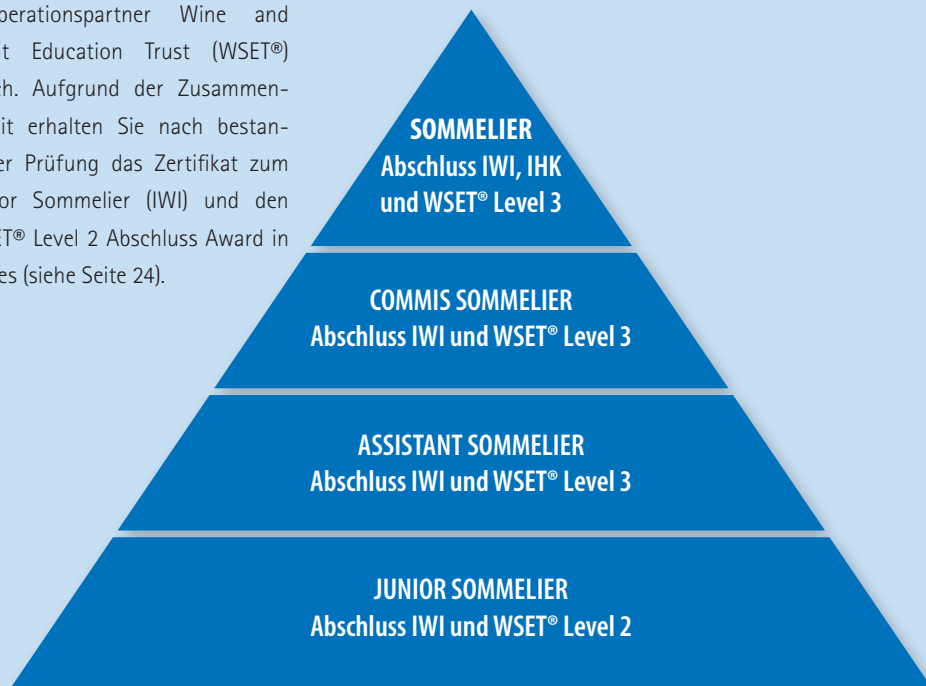 perationspartner Wine and
it Education Trust (WSET®)
ch. Aufgrund der Zusammen-
it erhalten Sie nach bestan-
er Prüfung das Zertifikat zum
or Sommelier (IWI) und den
ET® Level 2 Abschluss Award in
es (siehe Seite 24).
SOMMELIER
Abschluss IWI, IHK
und WSET® Level 3
COMMIS SOMMELIER
Abschluss IWI und WSET® Level 3
ASSISTANT SOMMELIER
Abschluss IWI und WSET® Level 3
JUNIOR SOMMELIER
Abschluss IWI und WSET® Level 2